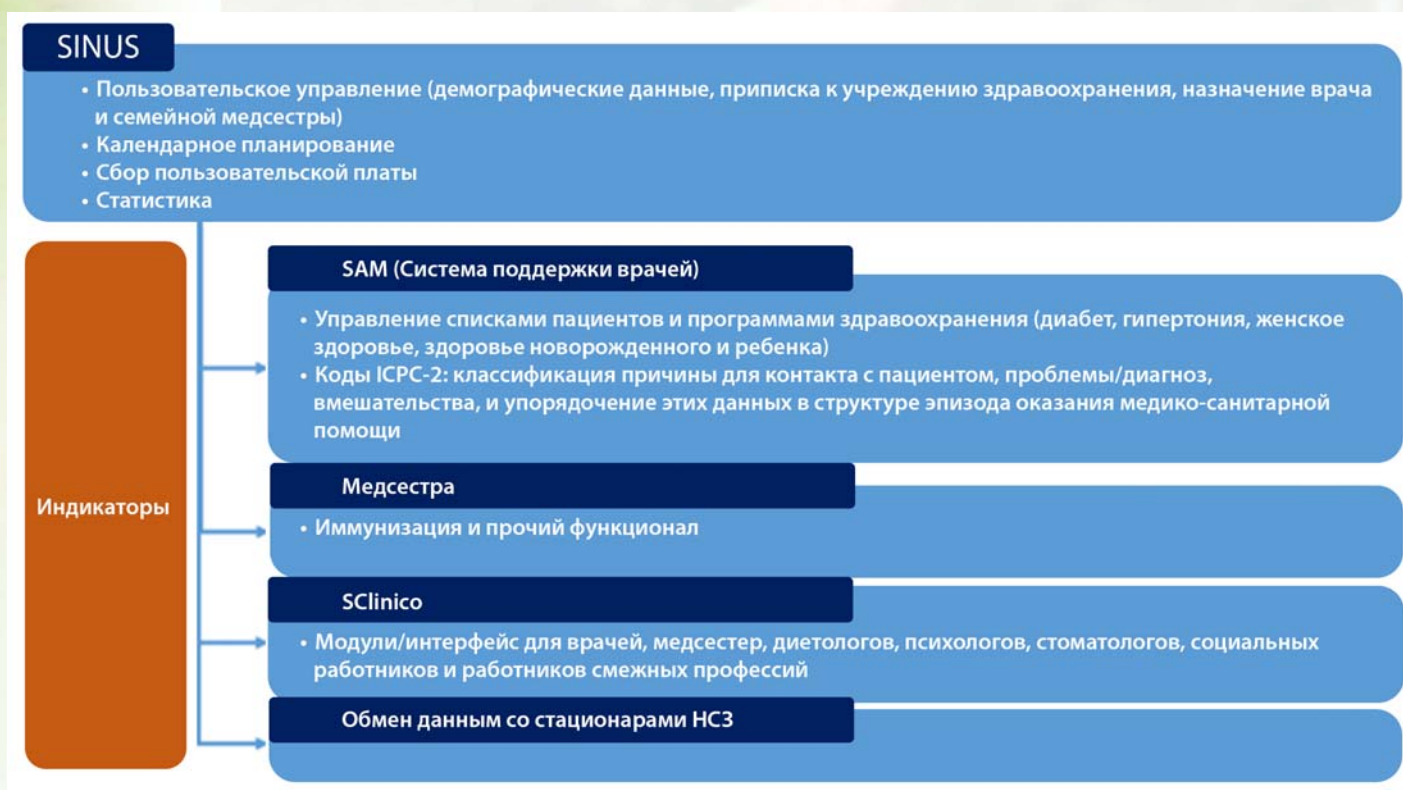 SINUS
• Пользовательское управление (демографические данные, приписка к учреждению здравоохранения, назначение врача
и семейной медсестры)
• Календарное планирование
• Сбор пользовательской платы
• Статистика
Индикаторы
SAM (Система поддержки врачей)
• Управление списками пациентов и программами здравоохранения (диабет, гипертония, женское
здоровье, здоровье новорожденного и ребенка)
• Коды ICPC-2: классификация причины для контакта с пациентом, проблемы/диагноз,
вмешательства, и упорядочение этих данных в структуре эпизода оказания медико-санитарной
помощи
Медсестра
• Иммунизация и прочий функционал
SClinico
• Модули/интерфейс для врачей, медсестер, диетологов, психологов, стоматологов, социальных
работников и работников смежных профессий
Обмен данным со стационарами НСЗ